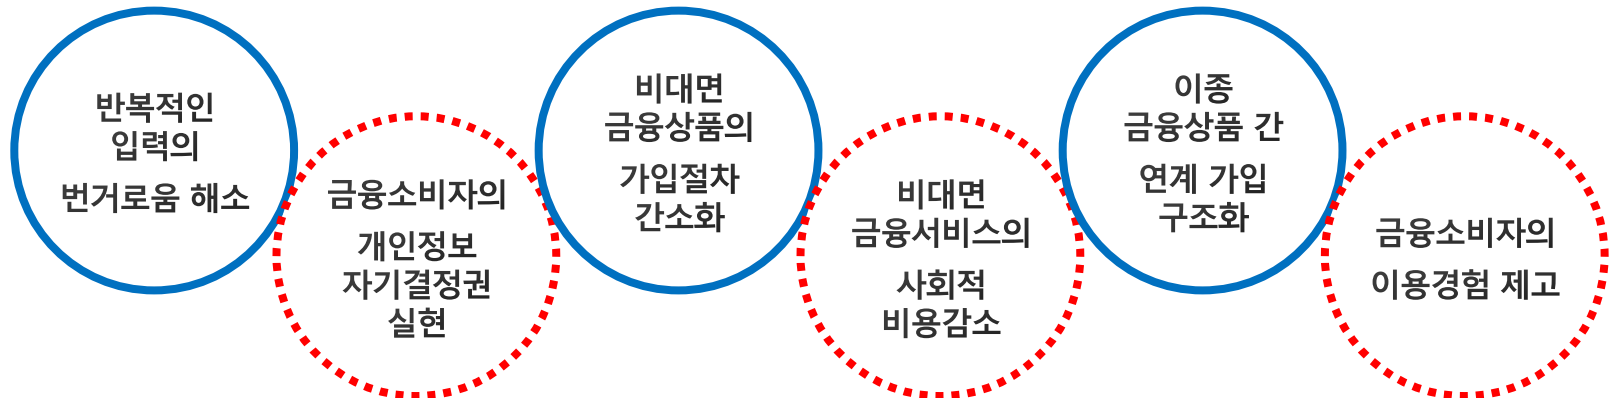 반복적인
입력의
번거로움 해소
금융소비자의
개인정보
자기결정권
실현
비대면
금융상품의
가입절차
간소화
비대면
금융서비스의
사회적
비용감소
이종
금융상품 간
연계 가입
구조화
금융소비자의
이용경험 제고